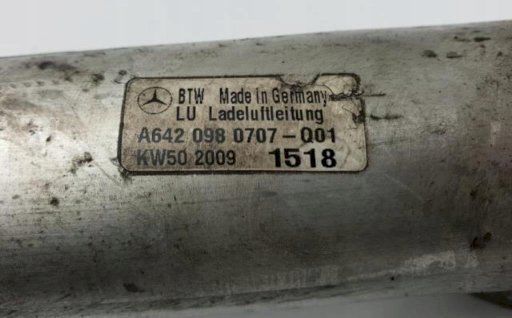 BTW Made in Germany
LU Ladeluftleitung
A642 098 0707-Q01
KW50 2009 1518